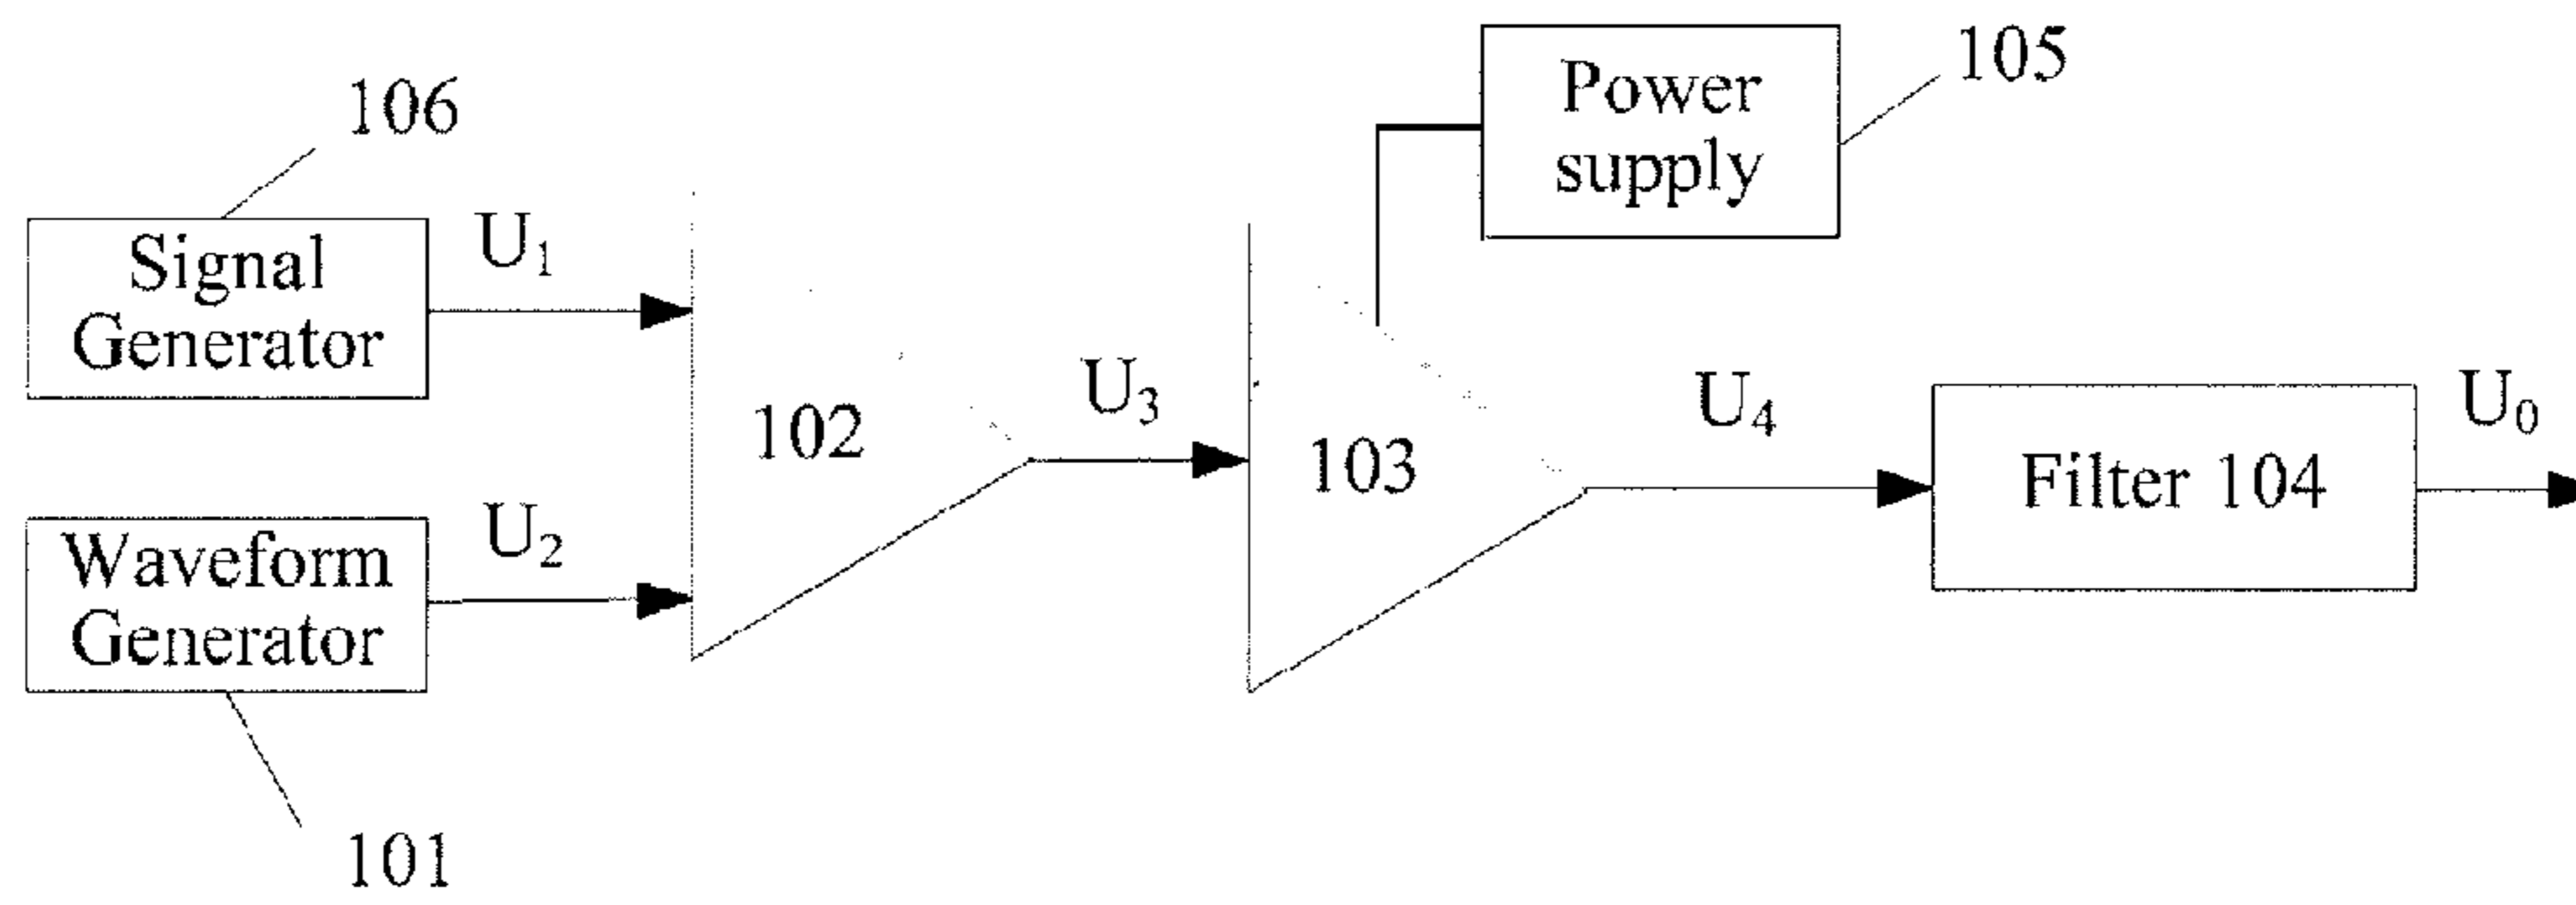 105
Power
supply
106
Signal
Generator
U₁
U₃
102
103
U₄
U₀
Filter 104
U₂
Waveform
Generator
101